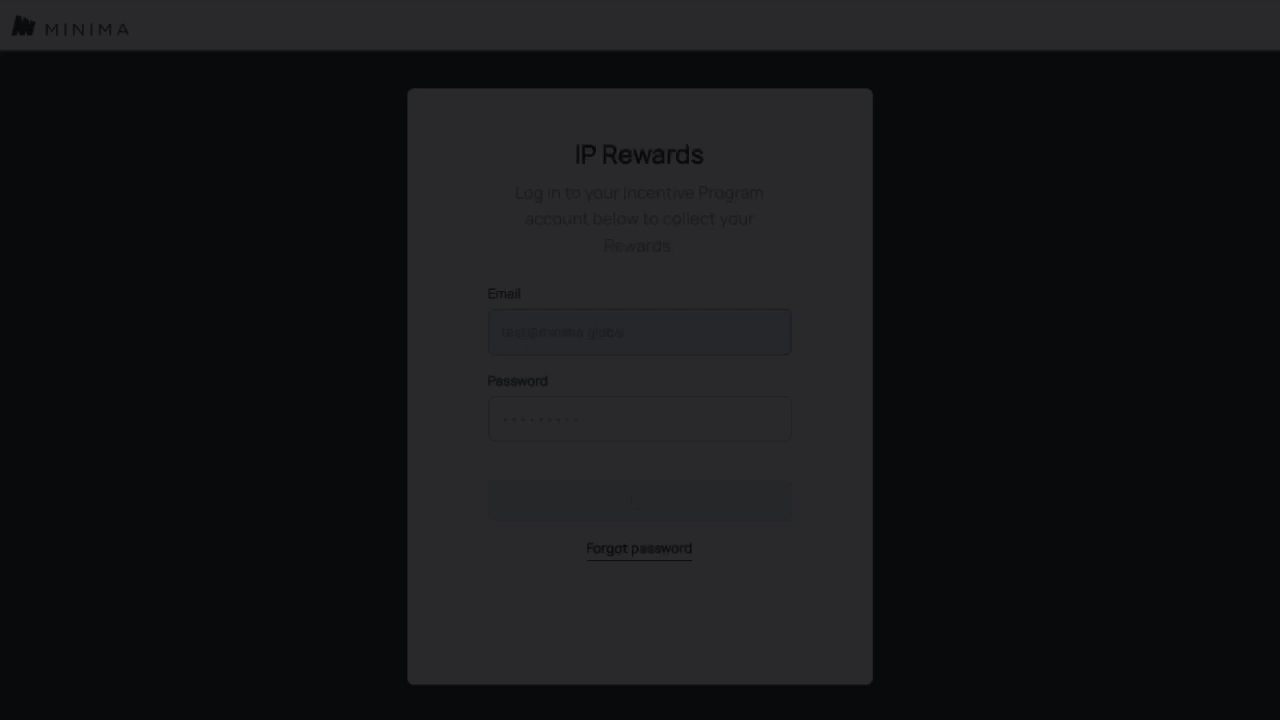 MINIMA
IP Rewards
Log in to your Incentive Program
account below to collect your
Rewards
Email
Password
Forgot password